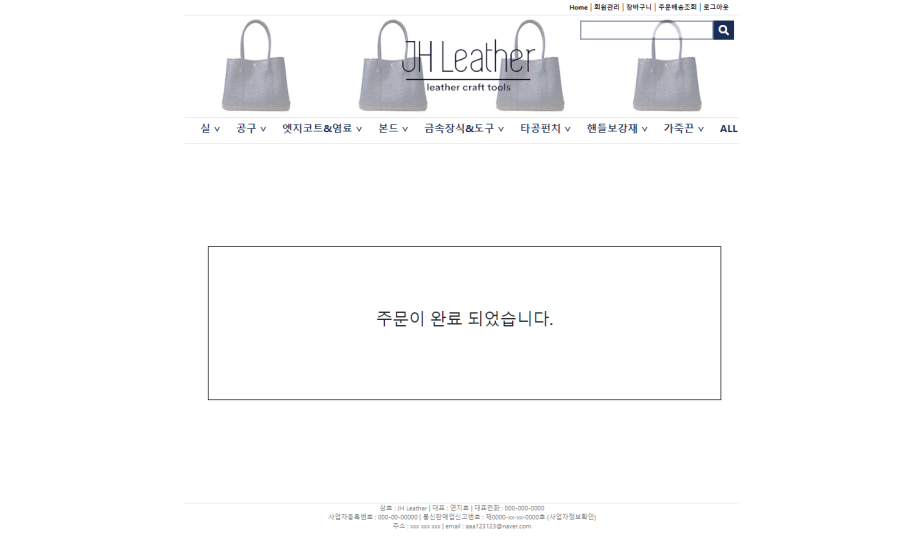 Home | 회원관리 | 장바구니 | 주문배송조회 | 로그아웃
JH Leather
leather craft tools
실 ∨ 공구 ∨ 엣지코트&염료 ∨ 본드 ∨ 금속장식&도구 ∨ 타공펀치 ∨ 핸들보강재 ∨ 가죽끈 ∨ ALL
주문이 완료 되었습니다.
상호 : JH Leather | 대표 : 연지호 | 대표전화 : 000-000-0000
사업자등록번호 : 000-00-00000 | 통신판매업신고번호 : 제0000-xx-xx-0000호 (사업자정보확인)
주소 : xxx xxx xxx | email : aaa123123@naver.com